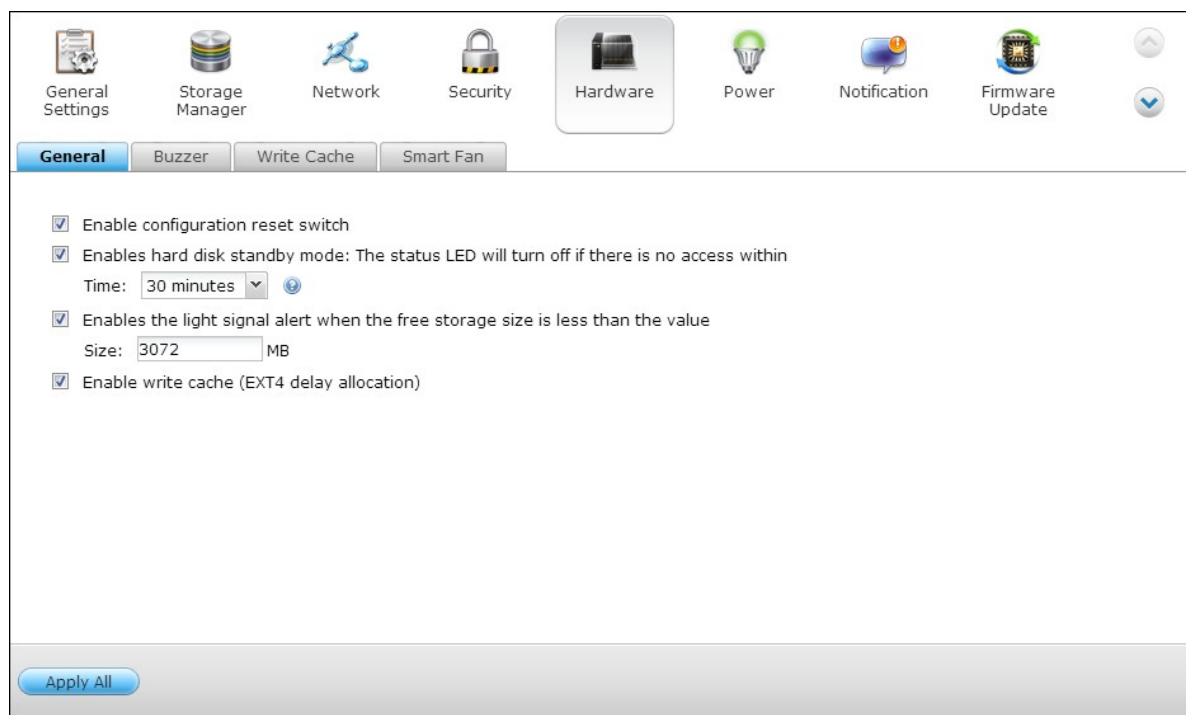 General Settings
Storage Manager
Network
Security
Hardware
Power
Notification
Firmware Update
General
Buzzer
Write Cache
Smart Fan
Enable configuration reset switch
Enables hard disk standby mode: The status LED will turn off if there is no access within
Time: 30 minutes
Enables the light signal alert when the free storage size is less than the value
Size: 3072 MB
Enable write cache (EXT4 delay allocation)
Apply All